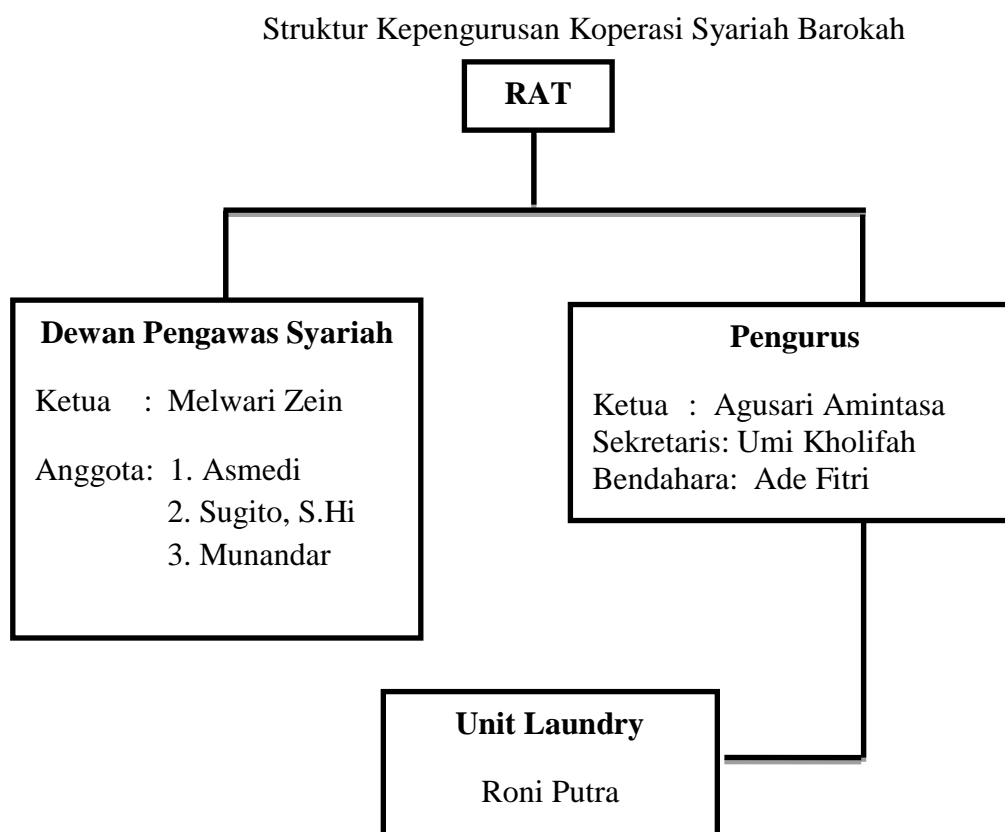 Struktur Kepengurusan Koperasi Syariah Barokah
RAT
Dewan Pengawas Syariah
Ketua : Melwari Zein
Anggota: 1. Asmedi
2. Sugito, S.Hi
3. Munandar
Pengurus
Ketua : Agusari Amintasa
Sekretaris: Umi Kholifah
Bendahara: Ade Fitri
Unit Laundry
Roni Putra